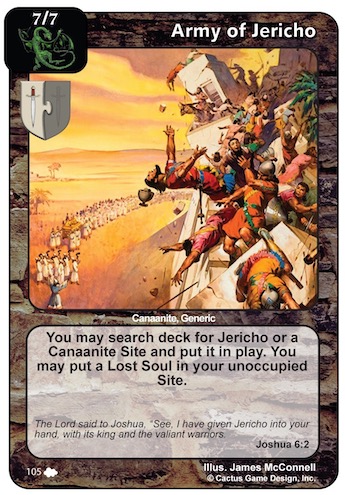 7/7
Army of Jericho
Canaanite, Generic
You may search deck for Jericho or a
Canaanite Site and put it in play. You
may put a Lost Soul in your unoccupied
Site.
The Lord said to Joshua, "See, I have given Jericho into your
hand, with its king and the valiant warriors.
Joshua 6:2
105
Illus. James McConnell
© Cactus Game Design, Inc.